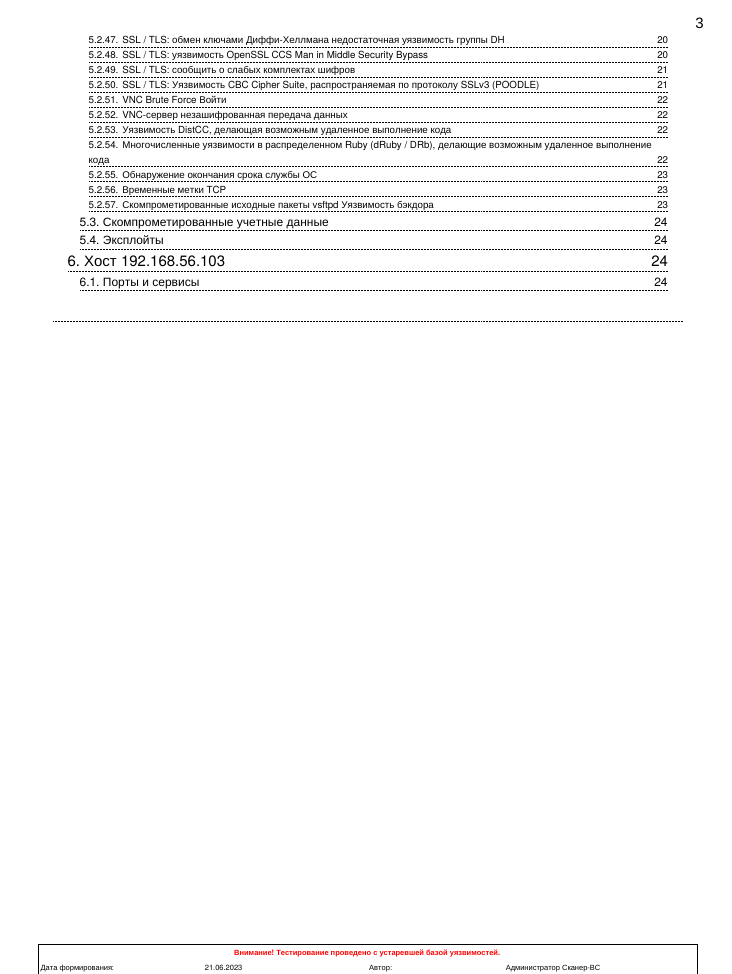 3
5.2.47. SSL / TLS: обмен ключами Диффи-Хеллмана недостаточная уязвимость группы DH 20
5.2.48. SSL / TLS: уязвимость OpenSSL CCS Man in Middle Security Bypass 20
5.2.49. SSL / TLS: сообщить о слабых комплектах шифров 21
5.2.50. SSL / TLS: Уязвимость CBC Cipher Suite, распространяемая по протоколу SSLv3 (POODLE) 21
5.2.51. VNC Brute Force Войти 22
5.2.52. VNC-сервер незашифрованная передача данных 22
5.2.53. Уязвимость DistCC, делающая возможным удаленное выполнение кода 22
5.2.54. Многочисленные уязвимости в распределенном Ruby (dRuby / DRb), делающие возможным удаленное выполнение
кода 22
5.2.55. Обнаружение окончания срока службы ОС 23
5.2.56. Временные метки TCP 23
5.2.57. Скомпрометированные исходные пакеты vsftpd Уязвимость бэкдора 23
5.3. Скомпрометированные учетные данные 24
5.4. Эксплойты 24
6. Хост 192.168.56.103 24
6.1. Порты и сервисы 24
Внимание! Тестирование проведено с устаревшей базой уязвимостей.
Дата формирования: 21.06.2023 Автор: Администратор Сканер-ВС